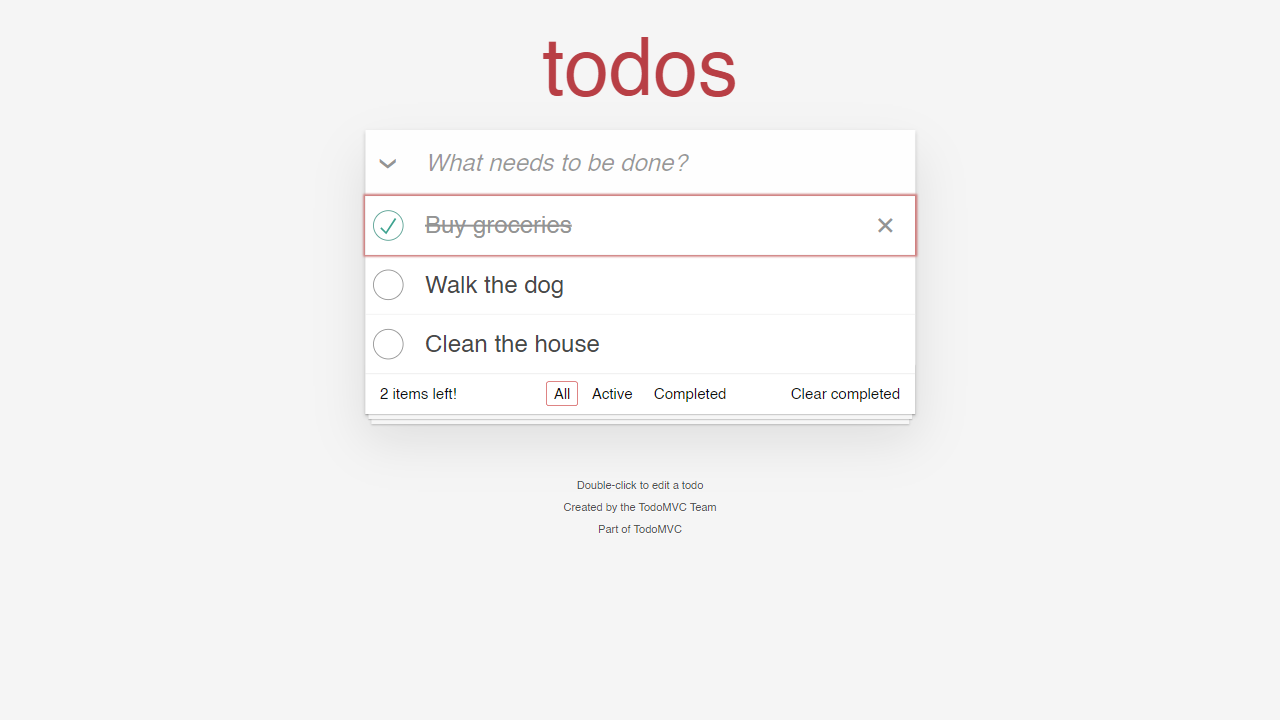 todos
What needs to be done?
Buy groceries
Walk the dog
Clean the house
2 items left! All Active Completed Clear completed
Double-click to edit a todo
Created by the TodoMVC Team
Part of TodoMVC